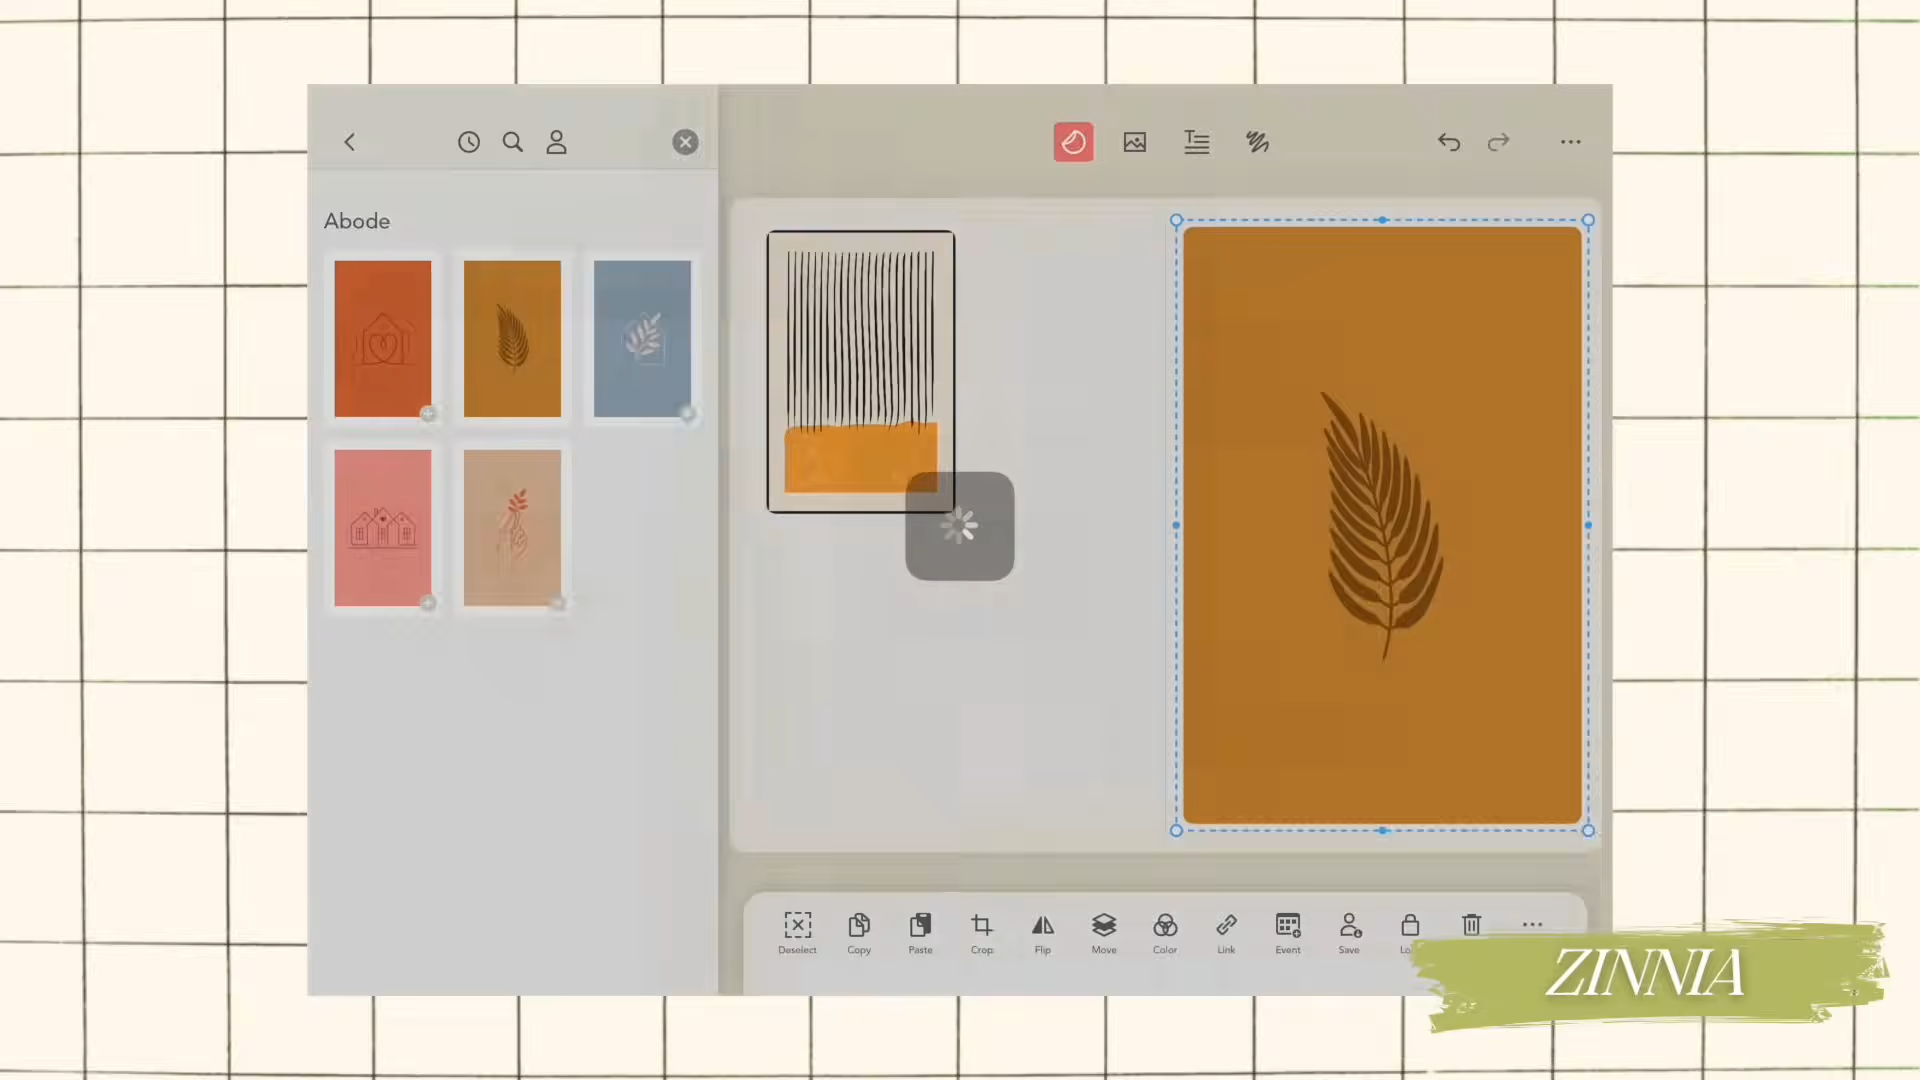 Abode
Deselect
Copy
Paste
Crop
Flip
Move
Color
Link
Event
Save
ZINNIA